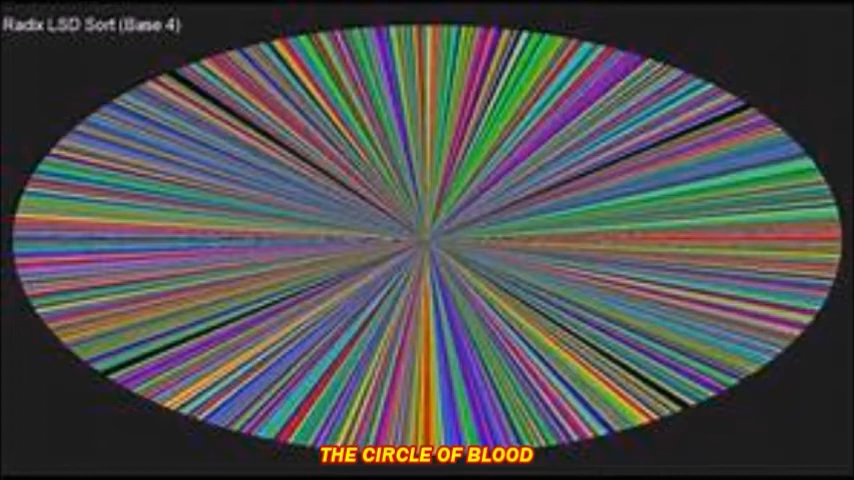 Radix LSD Sort (Base 4)
THE CIRCLE OF BLOOD